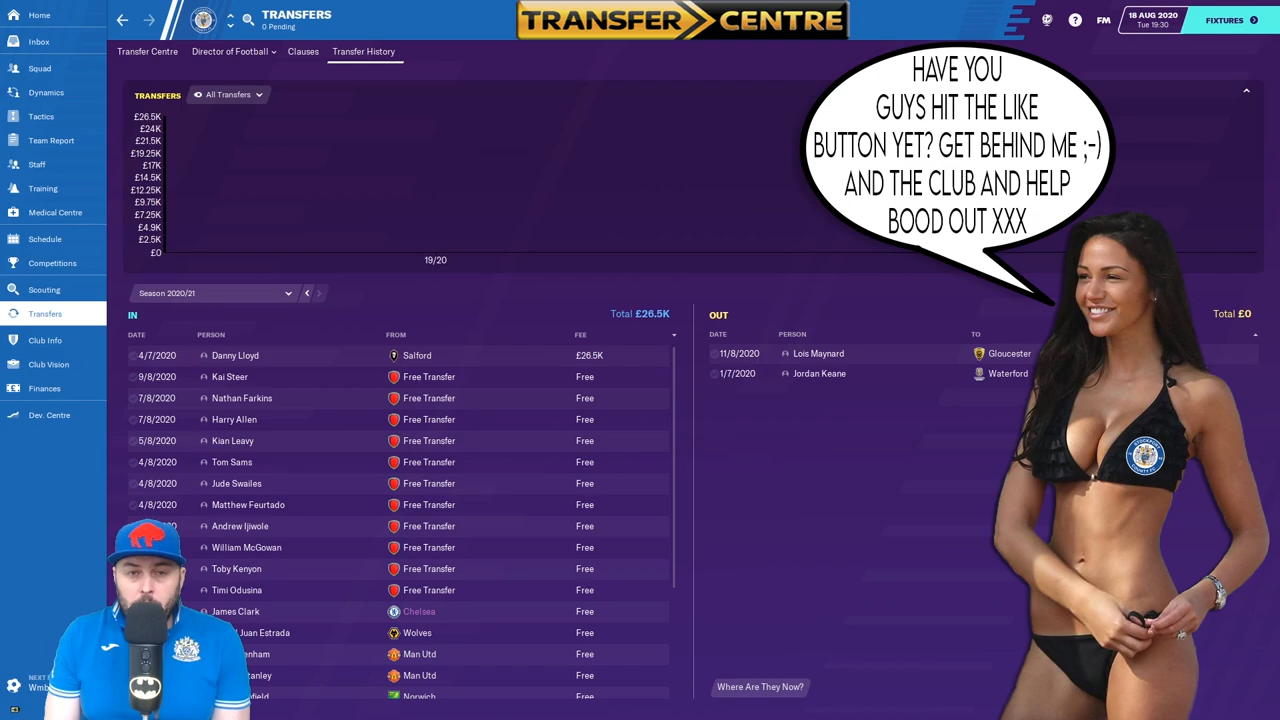 Home
Inbox
Squad
Dynamics
Tactics
Team Report
Staff
Training
Medical Centre
Schedule
Competitions
Scouting
Transfers
Club Info
Club Vision
Finances
Dev. Centre
NEXT
Wmb
TRANSFERS
0 Pending
TRANSFER CENTRE
FM
18 AUG 2020
Tue 19:30
FIXTURES
Transfer Centre Director of Football Clauses Transfer History
TRANSFERS All Transfers
£26.5K
£24K
£21.5K
£19.25K
£17K
£14.5K
£12.25K
£9.75K
£7.25K
£4.9K
£2.5K
£0
19/20
HAVE YOU
GUYS HIT THE LIKE
BUTTON YET? GET BEHIND ME ;-)
AND THE CLUB AND HELP
BOOD OUT XXX
Season 2020/21
IN Total £26.5K
DATE PERSON FROM FEE
4/7/2020 Danny Lloyd Salford £26.5K
9/8/2020 Kai Steer Free Transfer Free
7/8/2020 Nathan Farkins Free Transfer Free
7/8/2020 Harry Allen Free Transfer Free
5/8/2020 Kian Leavy Free Transfer Free
4/8/2020 Tom Sams Free Transfer Free
4/8/2020 Jude Swailes Free Transfer Free
4/8/2020 Matthew Feurtado Free Transfer Free
Andrew Ijiwole Free Transfer Free
William McGowan Free Transfer Free
Toby Kenyon Free Transfer Free
Timi Odusina Free Transfer Free
James Clark Chelsea Free
Juan Estrada Wolves Free
Man Utd Free
Man Utd Free
Norwich Free
OUT Total £0
DATE PERSON TO
11/8/2020 Lois Maynard Gloucester
1/7/2020 Jordan Keane Waterford
Where Are They Now?
STOCKPORT
COUNTY FC